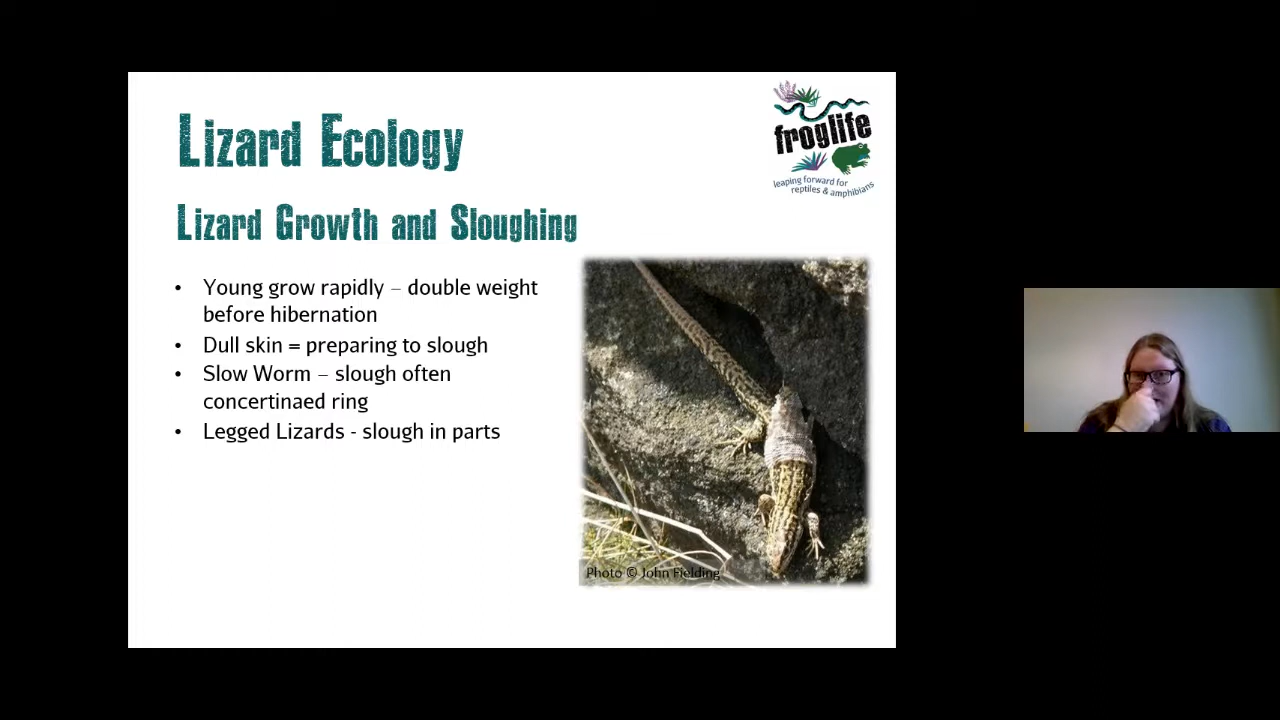 Lizard Ecology
froglife
leaping forward for
reptiles & amphibians
Lizard Growth and Sloughing
• Young grow rapidly – double weight
before hibernation
• Dull skin = preparing to slough
• Slow Worm – slough often
concertinaed ring
• Legged Lizards - slough in parts
Photo © John Fielding